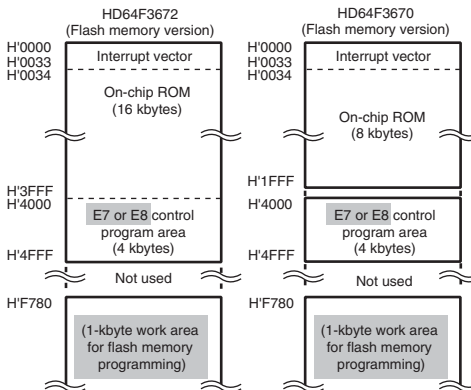 HD64F3672
(Flash memory version)
H'0000
H'0033
H'0034
Interrupt vector
On-chip ROM
(16 kbytes)
H'3FFF
H'4000
E7 or E8 control
program area
(4 kbytes)
H'4FFF
Not used
H'F780
(1-kbyte work area
for flash memory
programming)
HD64F3670
(Flash memory version)
H'0000
H'0033
H'0034
Interrupt vector
On-chip ROM
(8 kbytes)
H'1FFF
H'4000
E7 or E8 control
program area
(4 kbytes)
H'4FFF
Not used
H'F780
(1-kbyte work area
for flash memory
programming)